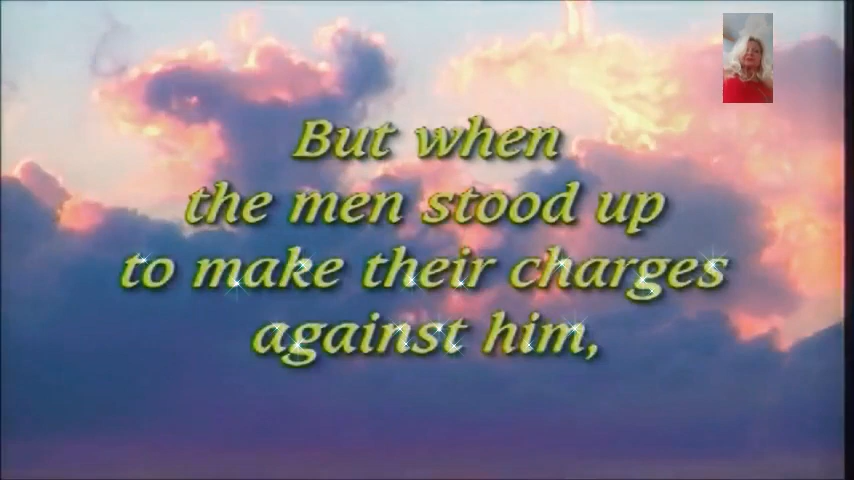 But when
the men stood up
to make their charges
against him,